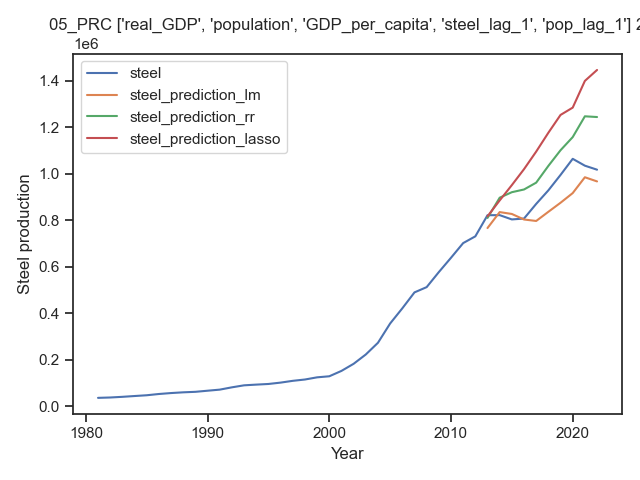 05_PRC ['real_GDP', 'population', 'GDP_per_capita', 'steel_lag_1', 'pop_lag_1'] 2
1e6
steel
steel_prediction_lm
steel_prediction_rr
steel_prediction_lasso
1.4
1.2
1.0
0.8
0.6
0.4
0.2
0.0
Steel production
1980
1990
2000
2010
2020
Year